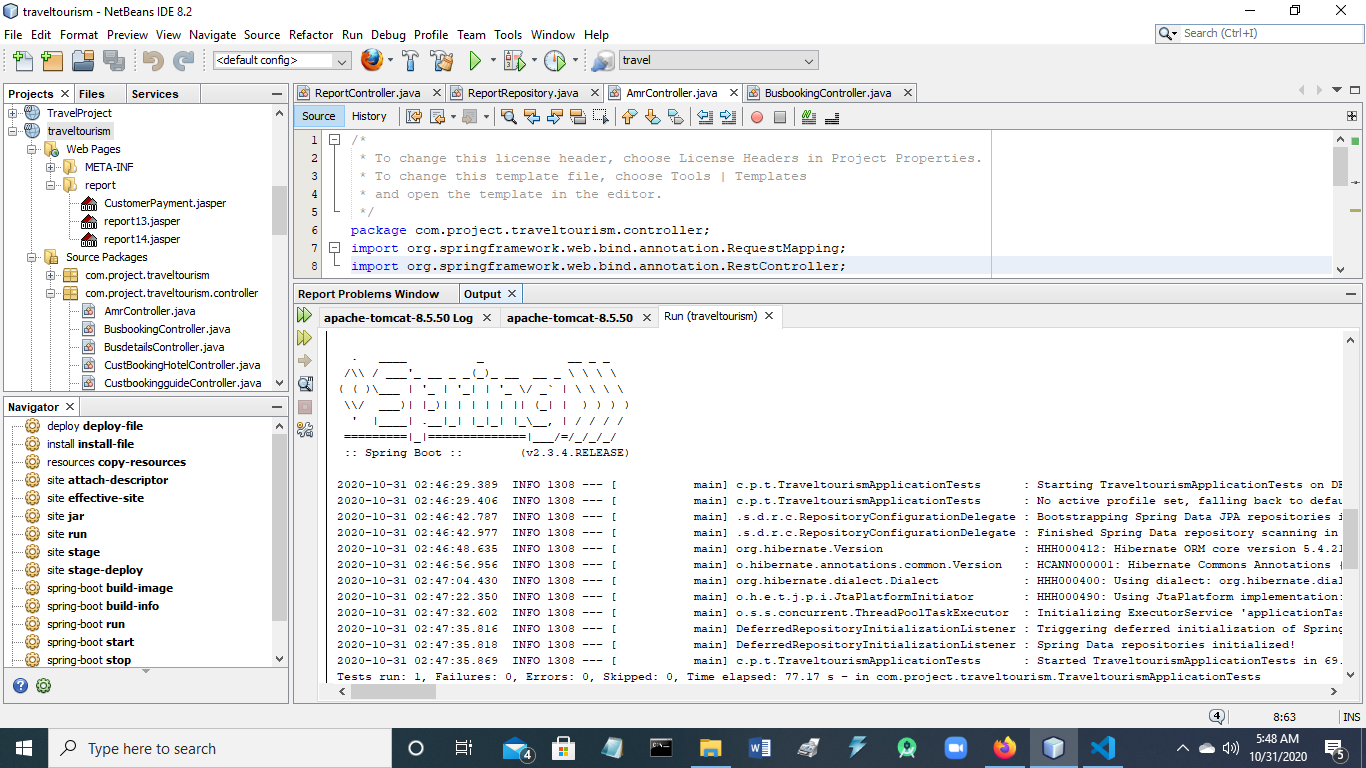 traveltourism - NetBeans IDE 8.2
File Edit Format Preview View Navigate Source Refactor Run Debug Profile Team Tools Window Help
Search (Ctrl+I)
<default config>
travel
Projects
Files
Services
TravelProject
traveltourism
Web Pages
META-INF
report
CustomerPayment.jasper
report13.jasper
report14.jasper
Source Packages
com.project.traveltourism
com.project.traveltourism.controller
AmrController.java
BusbookingController.java
BusdetailsController.java
CustBookingHotelController.java
CustbookingguideController.java
Navigator
deploy deploy-file
install install-file
resources copy-resources
site attach-descriptor
site effective-site
site jar
site run
site stage
site stage-deploy
spring-boot build-image
spring-boot build-info
spring-boot run
spring-boot start
spring-boot stop
ReportController.java
ReportRepository.java
AmrController.java
BusbookingController.java
Source
History
1 /*
2 * To change this license header, choose License Headers in Project Properties.
3 * To change this template file, choose Tools | Templates
4 * and open the template in the editor.
5 */
6 package com.project.traveltourism.controller;
7 import org.springframework.web.bind.annotation.RequestMapping;
8 import org.springframework.web.bind.annotation.RestController;
Report Problems Window
Output
apache-tomcat-8.5.50 Log
apache-tomcat-8.5.50
Run (traveltourism)
  .   ____          _            __ _ _
 /\\ / ___'_ __ _ _(_)_ __  __ _ \ \ \ \
( ( )\___ | '_ | '_| | '_ \/ _` | \ \ \ \
 \\/  ___)| |_)| | | | | || (_| |  ) ) ) )
  '  |____| .__|_| |_|_| |_\__, | / / / /
 =========|_|==============|___/=/_/_/_/
 :: Spring Boot ::        (v2.3.4.RELEASE)
2020-10-31 02:46:29.389 INFO 1308 --- [ main] c.p.t.TraveltourismApplicationTests : Starting TraveltourismApplicationTests on DE
2020-10-31 02:46:29.406 INFO 1308 --- [ main] c.p.t.TraveltourismApplicationTests : No active profile set, falling back to defau
2020-10-31 02:46:42.787 INFO 1308 --- [ main] .s.d.r.c.RepositoryConfigurationDelegate : Bootstrapping Spring Data JPA repositories i
2020-10-31 02:46:42.977 INFO 1308 --- [ main] .s.d.r.c.RepositoryConfigurationDelegate : Finished Spring Data repository scanning in
2020-10-31 02:46:48.635 INFO 1308 --- [ main] org.hibernate.Version : HHH000412: Hibernate ORM core version 5.4.21
2020-10-31 02:46:56.956 INFO 1308 --- [ main] o.hibernate.annotations.common.Version : HCANN000001: Hibernate Commons Annotations {
2020-10-31 02:47:04.430 INFO 1308 --- [ main] org.hibernate.dialect.Dialect : HHH000400: Using dialect: org.hibernate.dial
2020-10-31 02:47:22.350 INFO 1308 --- [ main] o.h.e.t.j.p.i.JtaPlatformInitiator : HHH000490: Using JtaPlatform implementation:
2020-10-31 02:47:32.602 INFO 1308 --- [ main] o.s.s.concurrent.ThreadPoolTaskExecutor : Initializing ExecutorService 'applicationTas
2020-10-31 02:47:35.816 INFO 1308 --- [ main] DeferredRepositoryInitializationListener : Triggering deferred initialization of Spring
2020-10-31 02:47:35.818 INFO 1308 --- [ main] DeferredRepositoryInitializationListener : Spring Data repositories initialized!
2020-10-31 02:47:35.869 INFO 1308 --- [ main] c.p.t.TraveltourismApplicationTests : Started TraveltourismApplicationTests in 69.
Tests run: 1, Failures: 0, Errors: 0, Skipped: 0, Time elapsed: 77.17 s - in com.project.traveltourism.TraveltourismApplicationTests
4
8:63
INS
Type here to search
4
5:48 AM
10/31/2020
5